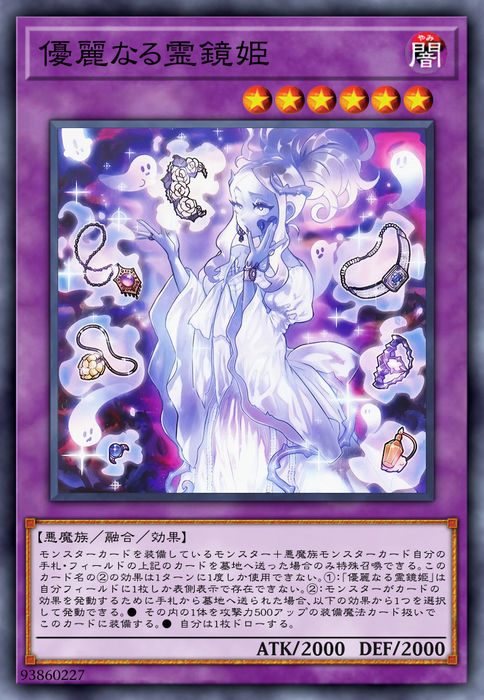 優麗なる霊鏡姫
やみ
闇
【悪魔族／融合／効果】
モンスターカードを装備しているモンスター＋悪魔族モンスターカード自分の
手札・フィールドの上記のカードを墓地へ送った場合のみ特殊召喚できる。この
カード名の②の効果は1ターンに1度しか使用できない。①：「優麗なる霊鏡姫」は
自分フィールドに1枚しか表側表示で存在できない。②：モンスターがカードの
効果を発動するために手札から墓地へ送られた場合、以下の効果から1つを選択
して発動できる。● その内の1体を攻撃力500アップの装備魔法カード扱いで
このカードに装備する。● 自分は1枚ドローする。
ATK/2000 DEF/2000
93860227